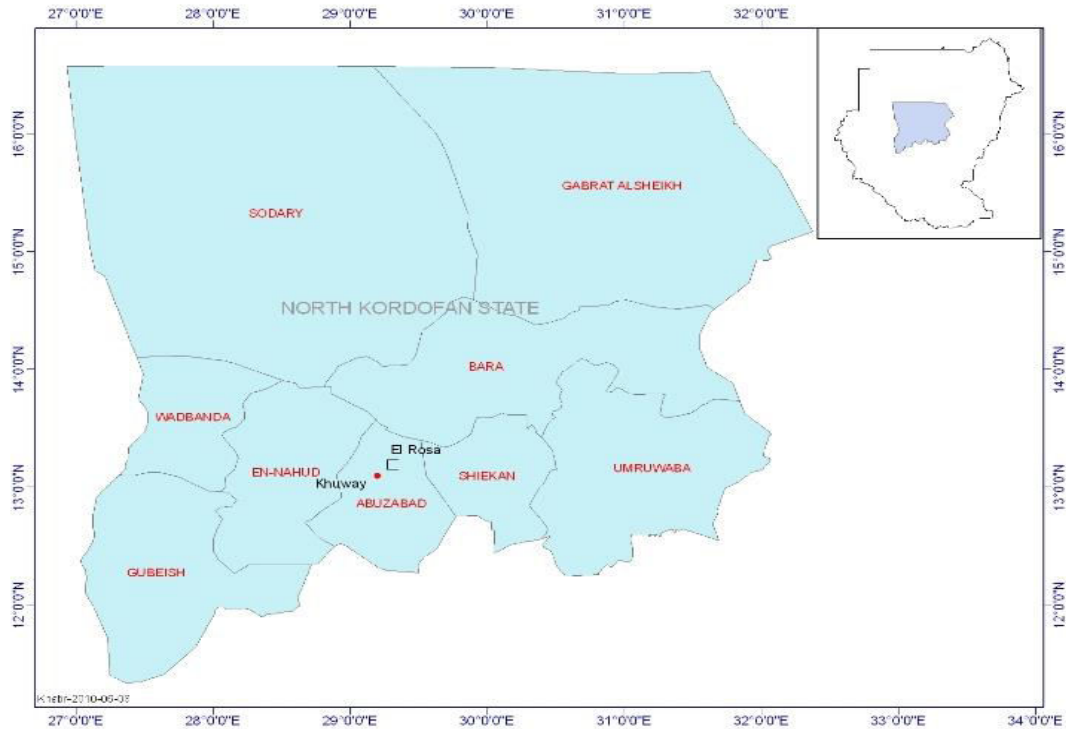 27°0'0"E 28°0'0"E 29°0'0"E 30°0'0"E 31°0'0"E 32°0'0"E
16°0'0"N 16°0'0"N
GABRAT ALSHEIKH
SODARY
15°0'0"N 15°0'0"N
NORTH KORDOFAN STATE
14°0'0"N 14°0'0"N
BARA
WADBANDA
El Rosa
EN-NAHUD
SHIEKAN
UMRUWABA
Khuway
13°0'0"N 13°0'0"N
ABUZABAD
GUBEISH
12°0'0"N 12°0'0"N
27°0'0"E 28°0'0"E 29°0'0"E 30°0'0"E 31°0'0"E 32°0'0"E 33°0'0"E 34°0'0"E